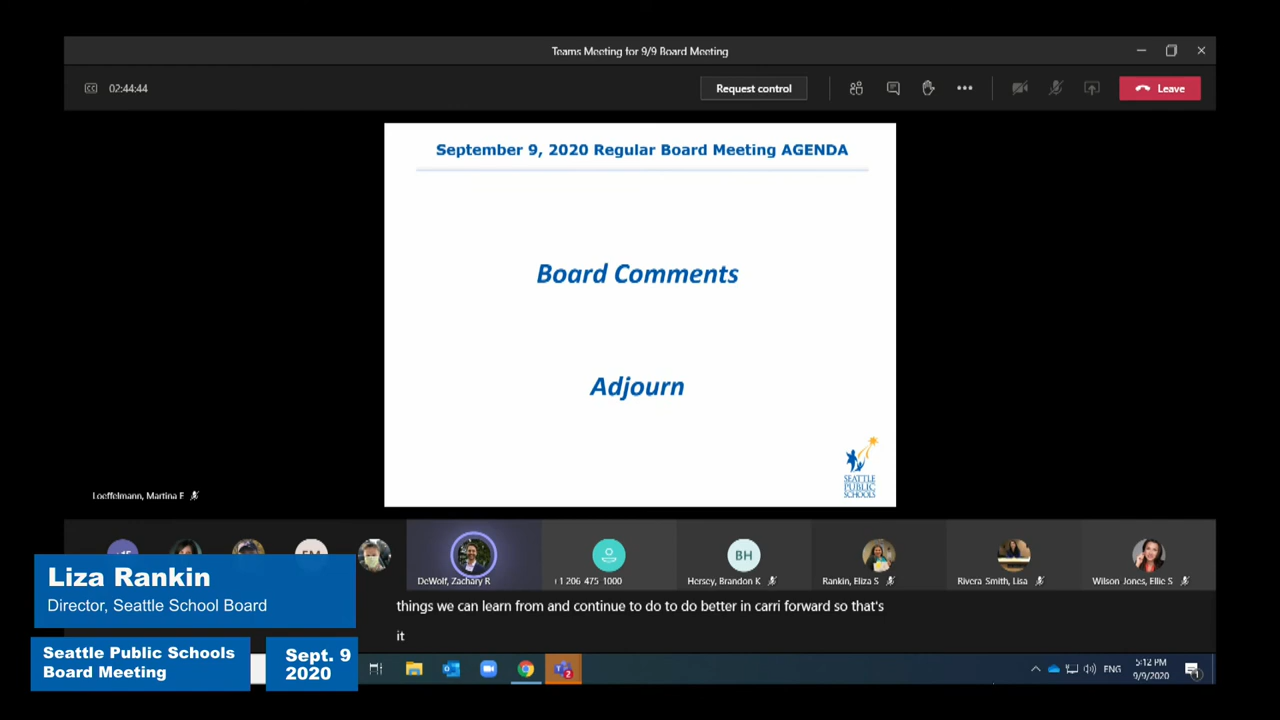 Teams Meeting for 9/9 Board Meeting
02:44:44
Request control
Leave
September 9, 2020 Regular Board Meeting AGENDA
Board Comments
Adjourn
SEATTLE
PUBLIC
SCHOOLS
Loeffelmann, Martina F
DeWolf, Zachary R
1 206-475-1000
BH
Hersey, Brandon K
Rankin, Eliza S
Rivera Smith, Lisa
Wilson Jones, Ellie S
things we can learn from and continue to do to do better in carri forward so that's
it
Liza Rankin
Director, Seattle School Board
Seattle Public Schools
Board Meeting
Sept. 9
2020
2
ENG
5:12 PM
9/9/2020
1